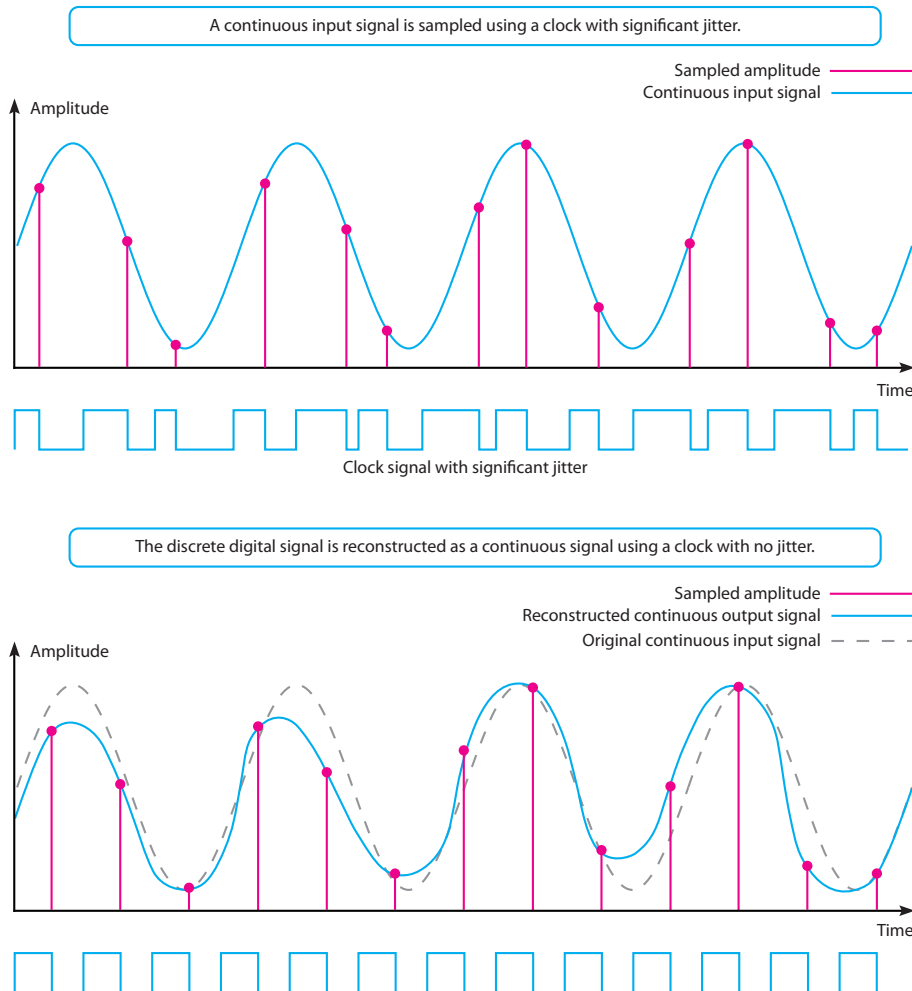 A continuous input signal is sampled using a clock with significant jitter.
Sampled amplitude
Continuous input signal
Amplitude
Time
Clock signal with significant jitter
The discrete digital signal is reconstructed as a continuous signal using a clock with no jitter.
Sampled amplitude
Reconstructed continuous output signal
Original continuous input signal
Amplitude
Time